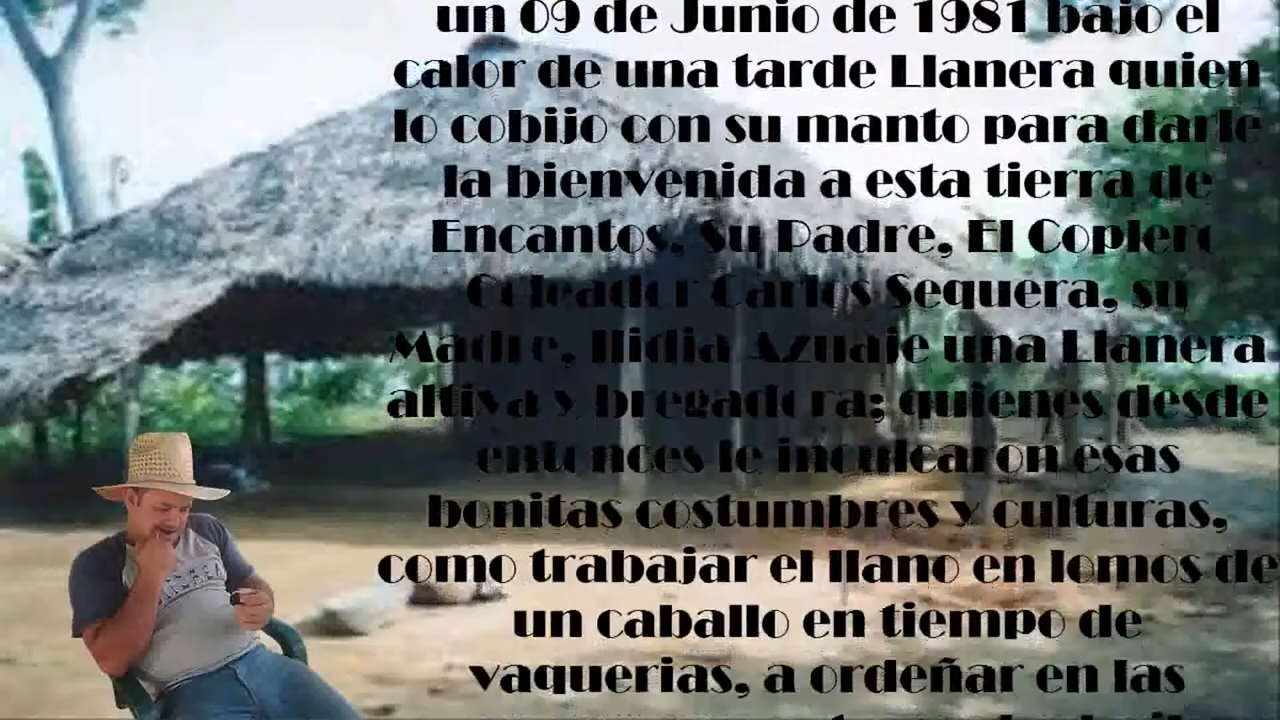 un 09 de Junio de 1981 bajo el
calor de una tarde Llanera quien
lo cobijo con su manto para darle
la bienvenida a esta tierra de
Encantos. Su Padre, El Coplero
Coleador Carlos Sequera, su
Madre, Ilidia Azuaje una Llanera
altiva y bregadora; quienes desde
entonces le inculcaron esas
bonitas costumbres y culturas,
como trabajar el llano en lomos de
un caballo en tiempo de
vaquerias, a ordeñar en las